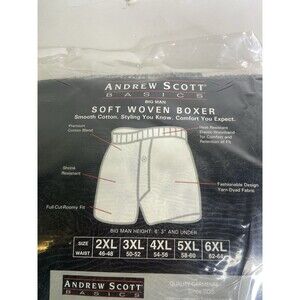 ANDREW SCOTT
BASICS
BIG MAN
SOFT WOVEN BOXER
Smooth Cotton. Styling You Know. Comfort You Expect.
Premium
Cotton Blend
Heat Resistant
Elastic Waistband
for Comfort and
Retention of Fit
Shrink
Resistant
Fashionable Design
Yarn Dyed Fabric
Full-Cut/Roomy Fit
BIG MAN HEIGHT: 6' 3" AND UNDER
SIZE 2XL 3XL 4XL 5XL 6XL
WAIST 46-48 50-52 54-56 58-60 62-64
ANDREW SCOTT
BASICS
QUALITY GARMENTS